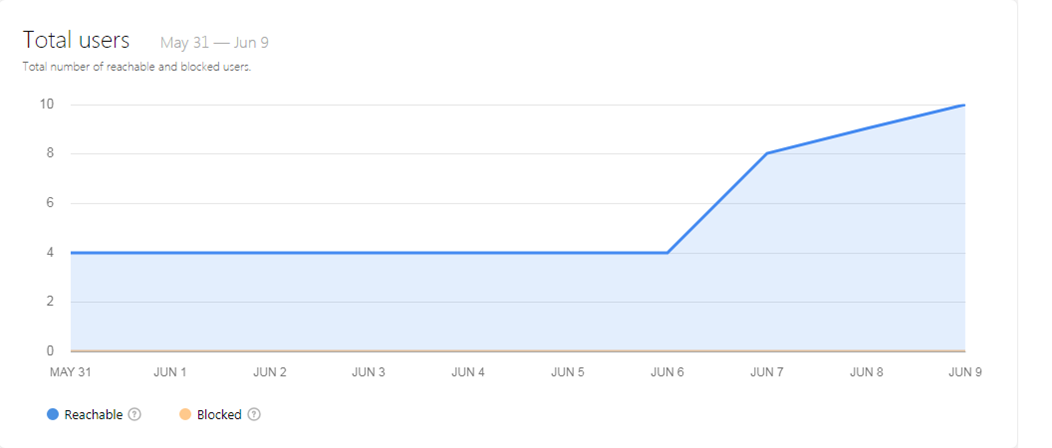 Total users May 31 — Jun 9
Total number of reachable and blocked users.
10
8
6
4
2
0
MAY 31 JUN 1 JUN 2 JUN 3 JUN 4 JUN 5 JUN 6 JUN 7 JUN 8 JUN 9
Reachable ? Blocked ?